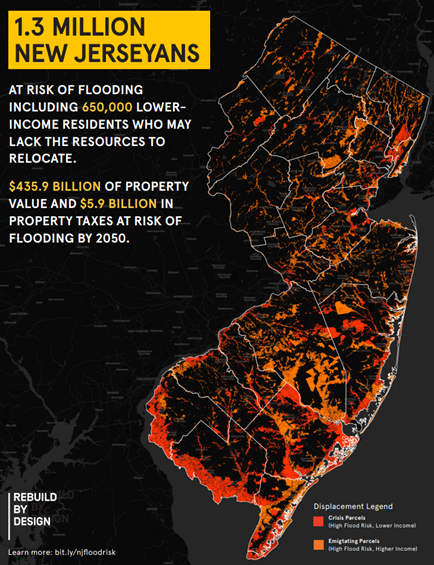 1.3 MILLION
NEW JERSEYANS
AT RISK OF FLOODING
INCLUDING 650,000 LOWER-
INCOME RESIDENTS WHO MAY
LACK THE RESOURCES TO
RELOCATE.
$435.9 BILLION OF PROPERTY
VALUE AND $5.9 BILLION IN
PROPERTY TAXES AT RISK OF
FLOODING BY 2050.
REBUILD
BY
DESIGN
Learn more: bit.ly/njfloodrisk
Displacement Legend
Crisis Parcels
(High Flood Risk, Lower Income)
Emigtating Parcels
(High Flood Risk, Higher Income)